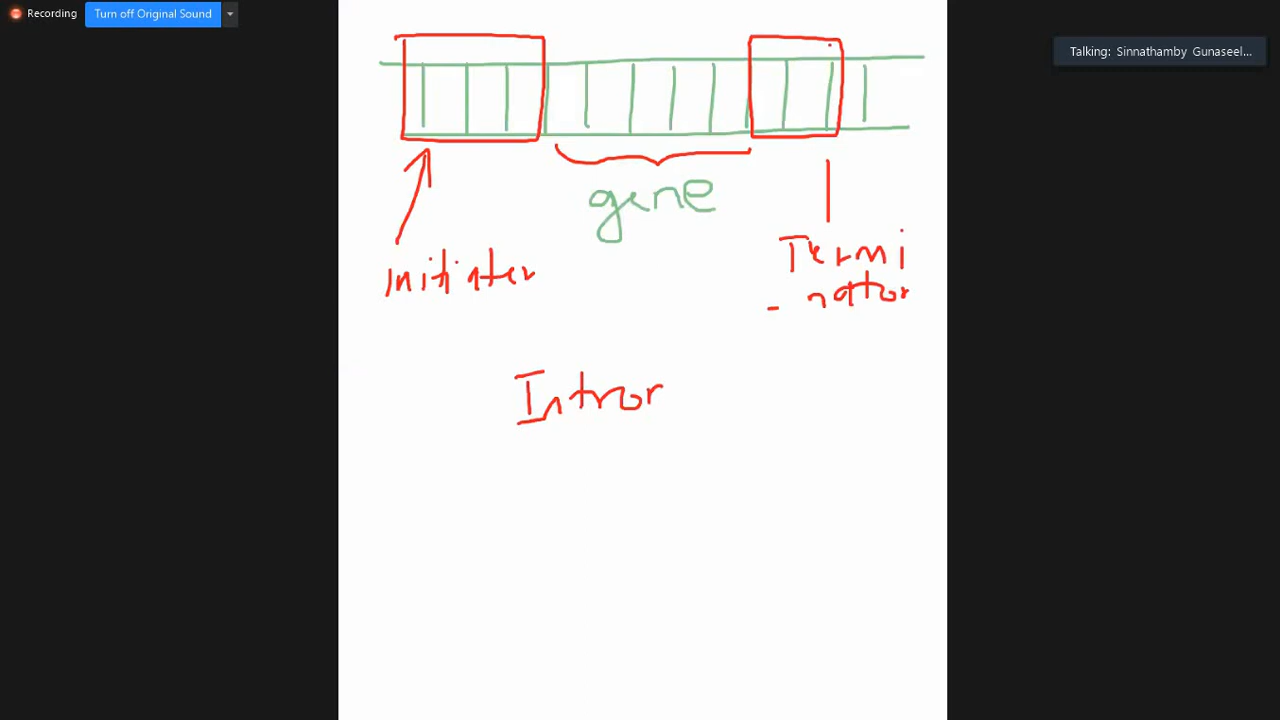 Recording
Turn off Original Sound
Talking: Sinnathamby Gunaseel...
gene
Initiater
Termi
- nator
Intror